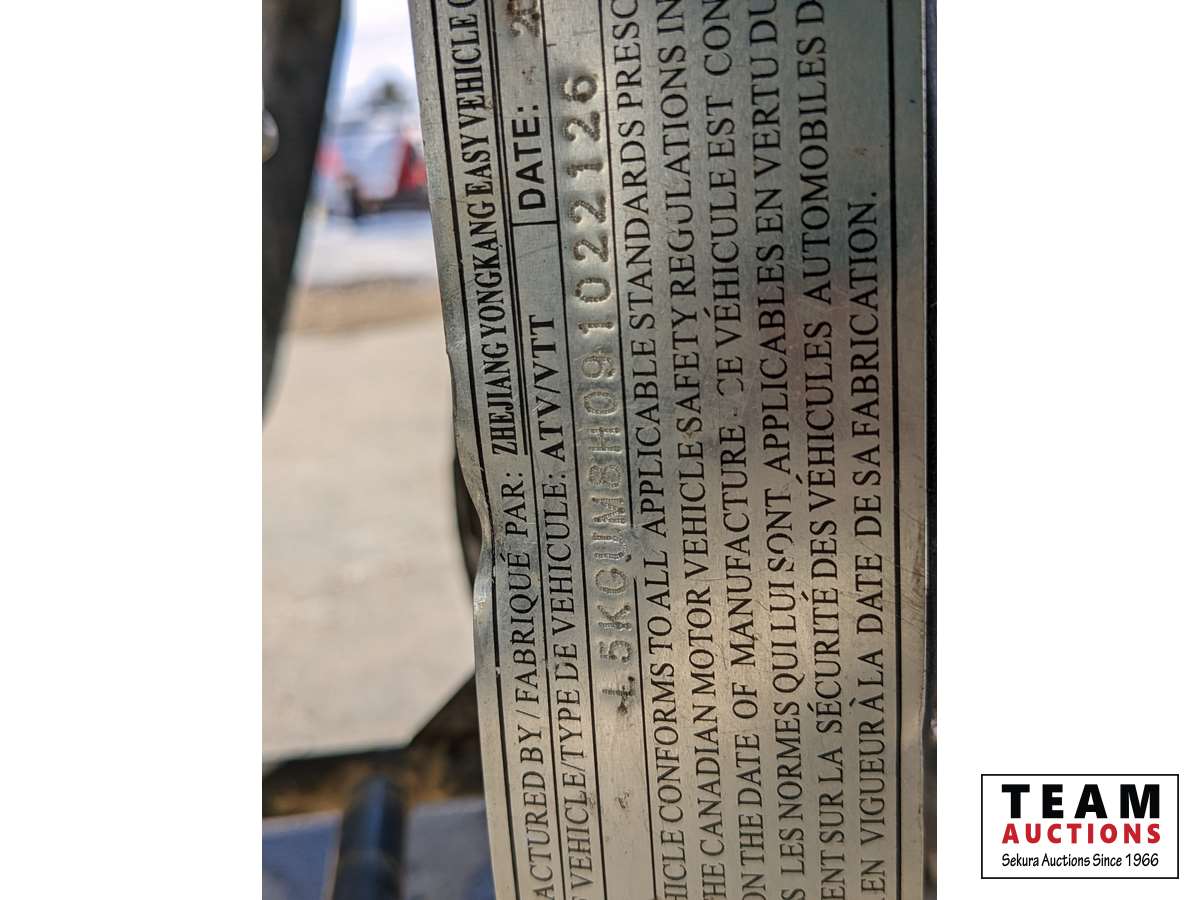 ACTURED BY / FABRIQUÉ PAR: ZHEJIANG YONGKANG EASY VEHICLE
VEHICLE/TYPE DE VEHICULE: ATV/VTT DATE:
L5KGUM8H091022126
HICLE CONFORMS TO ALL APPLICABLE STANDARDS PRESC
THE CANADIAN MOTOR VEHICLE SAFETY REGULATIONS IN
ON THE DATE OF MANUFACTURE CE VÉHICULE EST CON
S LES NORMES QUI LUI SONT APPLICABLES EN VERTU DU
ENT SUR LA SÉCURITÉ DES VÉHICULES AUTOMOBILES D
EN VIGUEUR À LA DATE DE SA FABRICATION.
TEAM
AUCTIONS
Sekura Auctions Since 1966